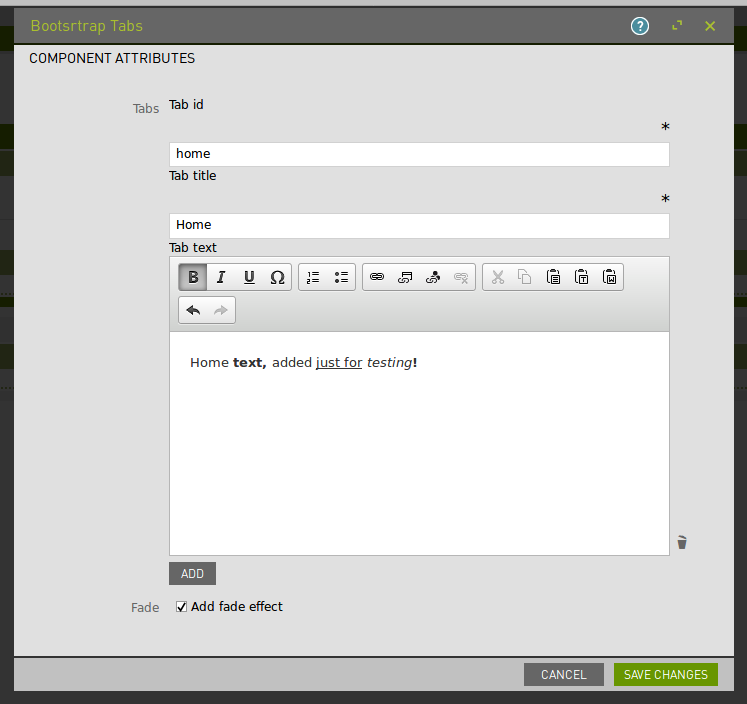 Bootsrtrap Tabs ?
COMPONENT ATTRIBUTES
Tabs Tab id
*
home
Tab title
*
Home
Tab text
B I U Ω
Home text, added just for testing!
ADD
Fade Add fade effect
CANCEL SAVE CHANGES